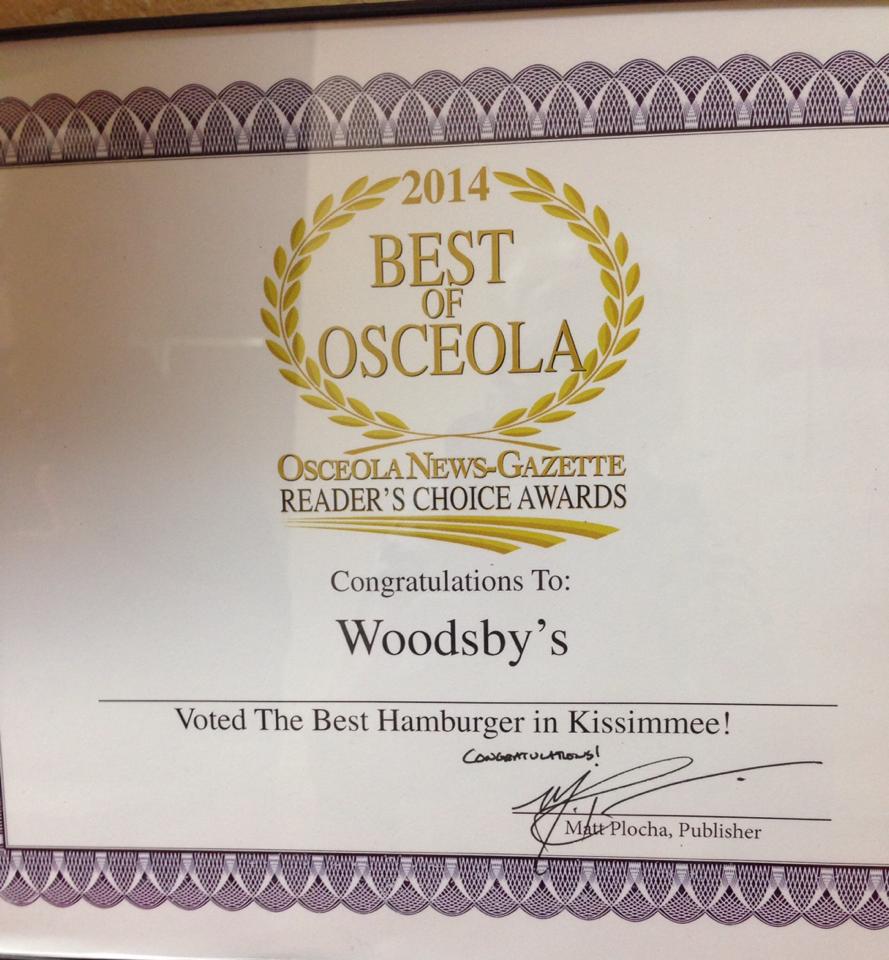 2014
BEST
OF
OSCEOLA
OSCEOLA NEWS-GAZETTE
READER'S CHOICE AWARDS
Congratulations To:
Woodsby's
Voted The Best Hamburger in Kissimmee!
CONGRATULATIONS!
Matt Plocha, Publisher